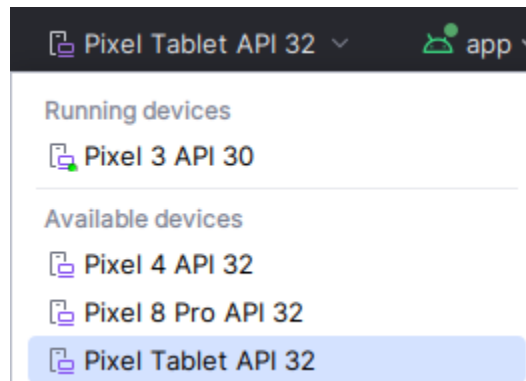 Pixel Tablet API 32 app
Running devices
Pixel 3 API 30
Available devices
Pixel 4 API 32
Pixel 8 Pro API 32
Pixel Tablet API 32